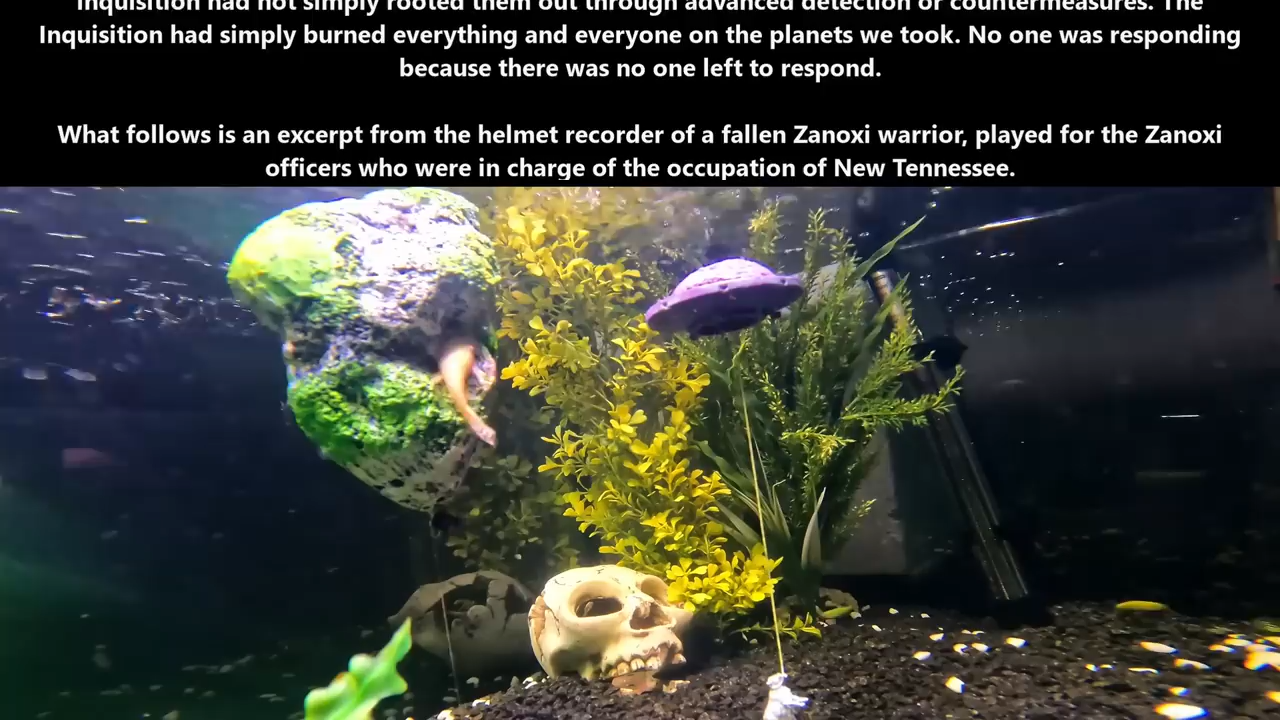 Inquisition had not simply rooted them out through advanced detection or countermeasures. The
Inquisition had simply burned everything and everyone on the planets we took. No one was responding
because there was no one left to respond.
What follows is an excerpt from the helmet recorder of a fallen Zanoxi warrior, played for the Zanoxi
officers who were in charge of the occupation of New Tennessee.